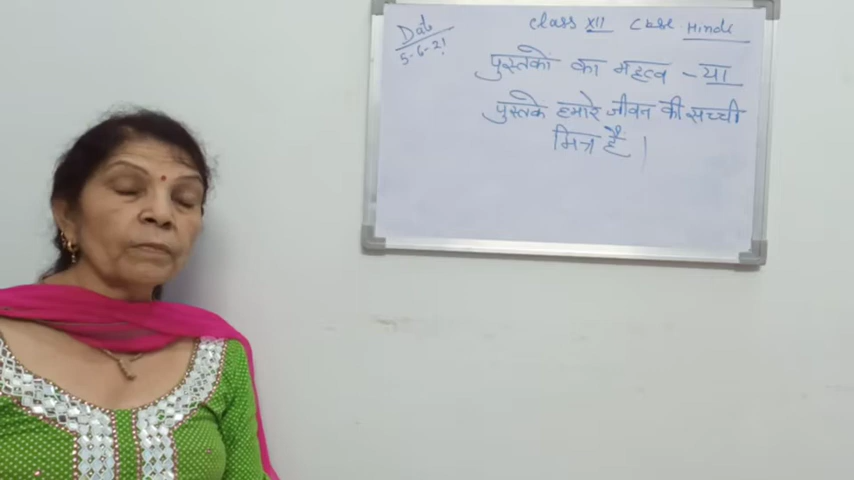 Date
5-6-21
Class XII CBSE Hindi
पुस्तकों का महत्व - या
पुस्तकें हमारे जीवन की सच्ची
मित्र हैं।